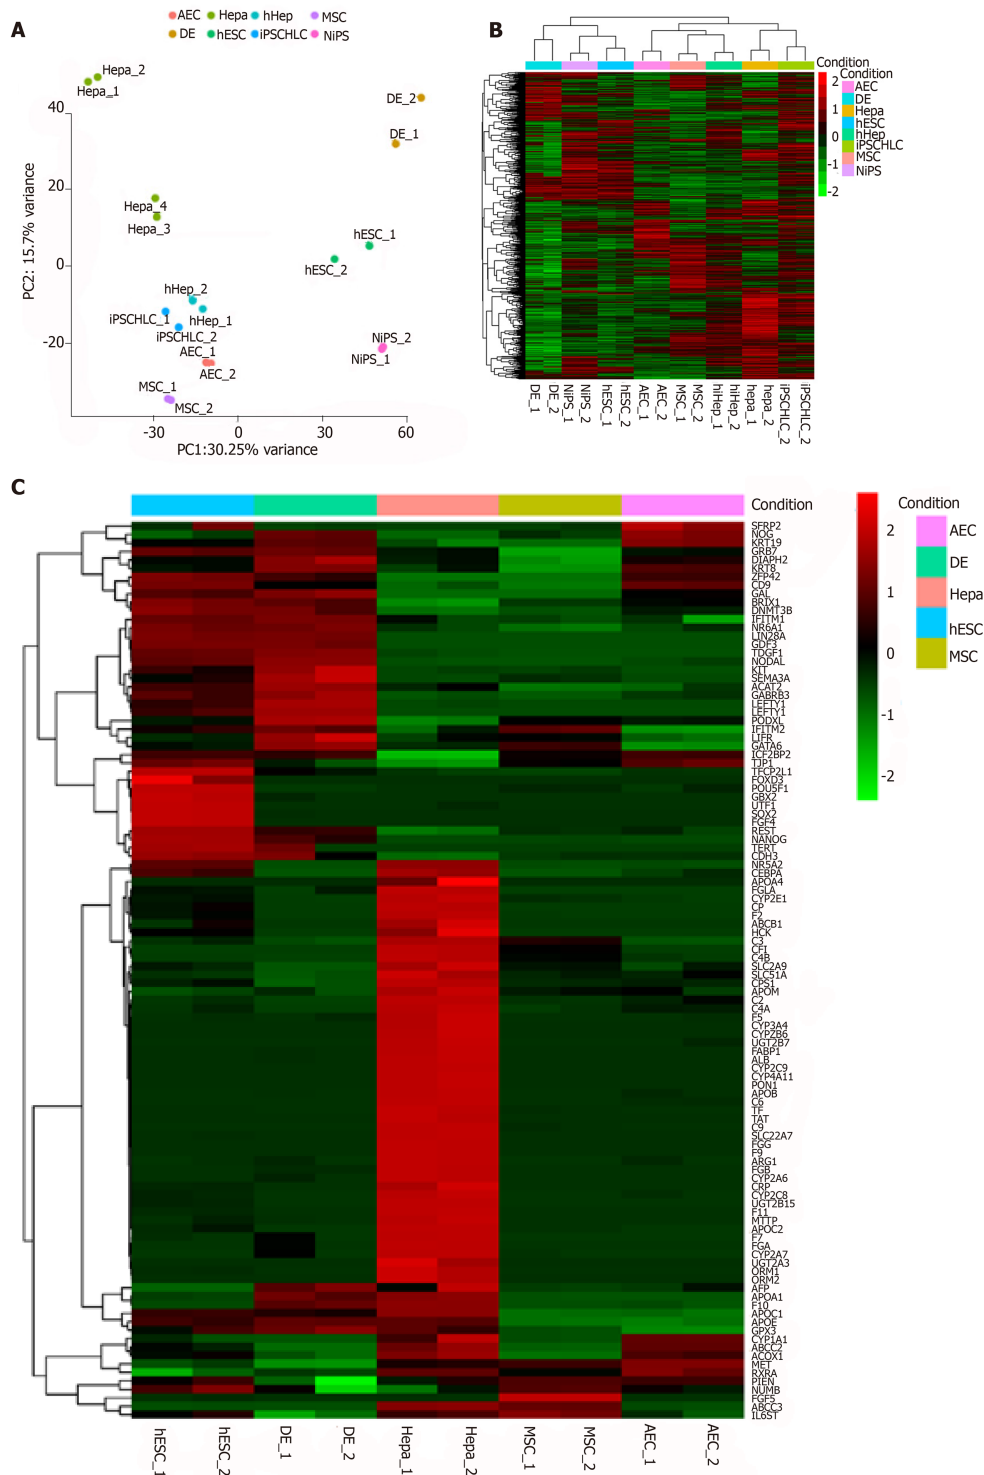 A
AEC Hepa hHep MSC
DE hESC iPSCHLC NiPS
Hepa_2
Hepa_1
DE_2
DE_1
Hepa_4
Hepa_3
hESC_1
hESC_2
hHep_2
iPSCHLC_1
hHep_1
iPSCHLC_2
AEC_1
AEC_2
NiPS_2
NiPS_1
MSC_1
MSC_2
PC2: 15.7% variance
40
20
0
-20
-30
0
30
60
PC1:30.25% variance
B
Condition
2
1
0
-1
-2
Condition
AEC
DE
Hepa
hESC
hHep
iPSCHLC
MSC
NiPS
DE_1
DE_2
NiPS_1
NiPS_2
hESC_1
hESC_2
AEC_1
AEC_2
MSC_1
MSC_2
hiHep_1
hiHep_2
hepa_1
hepa_2
iPSCHLC_2
iPSCHLC_2
C
Condition
SFRP2
NOG
KRT19
GRB7
DIAPH2
KRT8
ZFP42
CD9
GAL
BRIX1
DNMT3B
IFITM1
NR6A1
LIN28A
GDF3
TDGF1
NODAL
KIT
SEMA3A
ACAT2
GABRB3
LEFTY1
LEFTY1
PODXL
IFITM2
LIFR
GATA6
ICF2BP2
TJP1
TFCP2L1
FOXD3
POU5F1
GBX2
UTF1
SOX2
FGF4
REST
NANOG
TERT
CDH3
NR5A2
CEBPA
APOA4
FGLA
CYP2E1
CP
F2
ABCB1
HCK
C3
CFI
C4B
SLC2A9
SLC51A
CPS1
APOM
C2
C4A
F5
CYP3A4
CYPZB6
UGT2B7
FABP1
ALB
CYP2C9
CYP4A11
PON1
APOB
C6
TF
TAT
C9
SLC22A7
FGG
F9
ARG1
FGB
CYP2A6
CRP
CYP2C8
UGT2B15
F11
MTTP
APOC2
F7
FGA
CYP2A7
UGT2A3
ORM1
ORM2
AFP
APOA1
F10
APOC1
APOE
GPX3
CYP1A1
ABCC2
ACOX1
MET
RXRA
PIEN
NUMB
FGF5
ABCC3
IL6ST
2
1
0
-1
-2
Condition
AEC
DE
Hepa
hESC
MSC
hESC_1
hESC_2
DE_1
DE_2
Hepa_1
Hepa_2
MSC_1
MSC_2
AEC_1
AEC_2